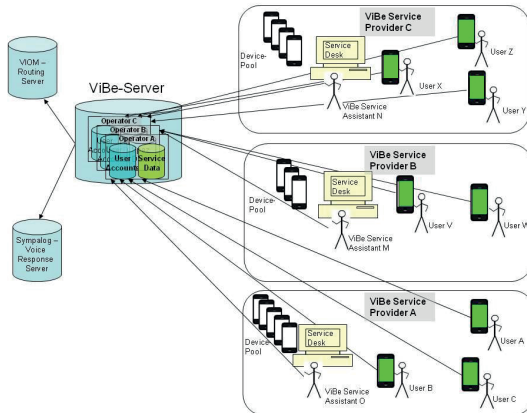 ViBe Service
Provider C
Device-
Pool
Service
Desk
User Z
User X
ViBe Service
Assistant N
User Y
VIOM –
Routing
Server
ViBe-Server
Operator C
Operator B
Operator A
User
Account
Service
Data
ViBe Service
Provider B
Device-
Pool
Service
Desk
User V
User W
ViBe Service
Assistant M
Sympalog –
Voice
Response
Server
ViBe Service
Provider A
Device-
Pool
Service
Desk
User A
User B
User C
ViBe Service
Assistant O